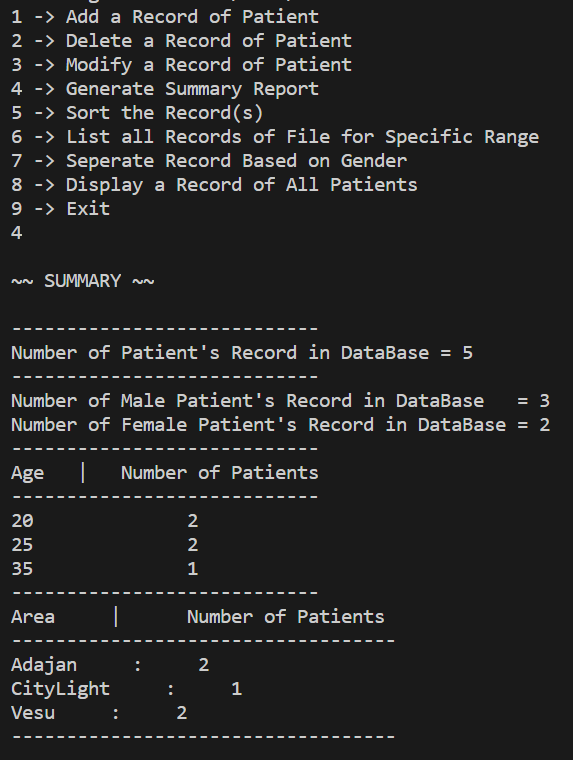 1 -> Add a Record of Patient
2 -> Delete a Record of Patient
3 -> Modify a Record of Patient
4 -> Generate Summary Report
5 -> Sort the Record(s)
6 -> List all Records of File for Specific Range
7 -> Seperate Record Based on Gender
8 -> Display a Record of All Patients
9 -> Exit
4
~~ SUMMARY ~~
----------------------------
Number of Patient's Record in DataBase = 5
----------------------------
Number of Male Patient's Record in DataBase   = 3
Number of Female Patient's Record in DataBase = 2
----------------------------
Age   |   Number of Patients
----------------------------
20              2
25              2
35              1
----------------------------
Area     |      Number of Patients
-----------------------------------
Adajan     :     2
CityLight     :     1
Vesu     :     2
-----------------------------------